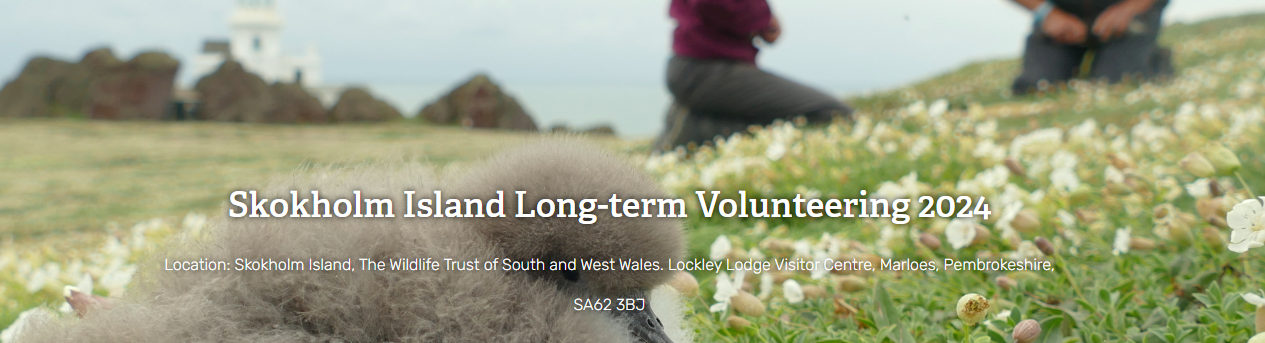 Skokholm Island Long-term Volunteering 2024
Location: Skokholm Island, The Wildlife Trust of South and West Wales. Lockley Lodge Visitor Centre, Marloes, Pembrokeshire,
SA62 3BJ